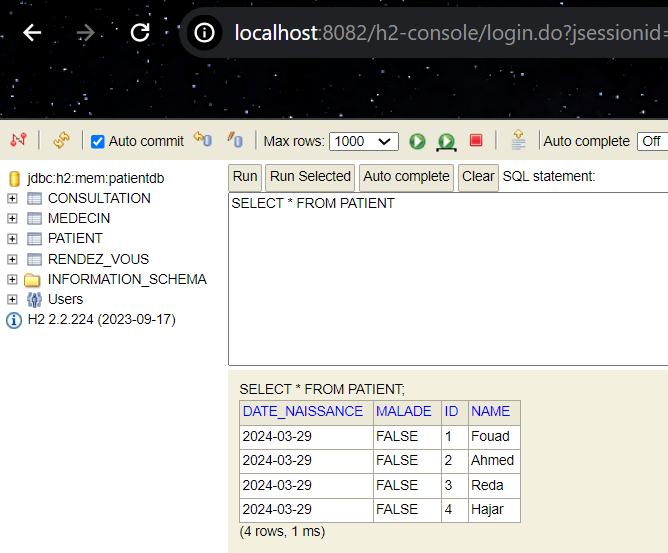 localhost:8082/h2-console/login.do?jsessionid=
Auto commit Max rows: 1000 Auto complete Off
jdbc:h2:mem:patientdb
CONSULTATION
MEDECIN
PATIENT
RENDEZ_VOUS
INFORMATION_SCHEMA
Users
H2 2.2.224 (2023-09-17)
Run Run Selected Auto complete Clear SQL statement:
SELECT * FROM PATIENT
SELECT * FROM PATIENT;
DATE_NAISSANCE MALADE ID NAME
2024-03-29 FALSE 1 Fouad
2024-03-29 FALSE 2 Ahmed
2024-03-29 FALSE 3 Reda
2024-03-29 FALSE 4 Hajar
(4 rows, 1 ms)